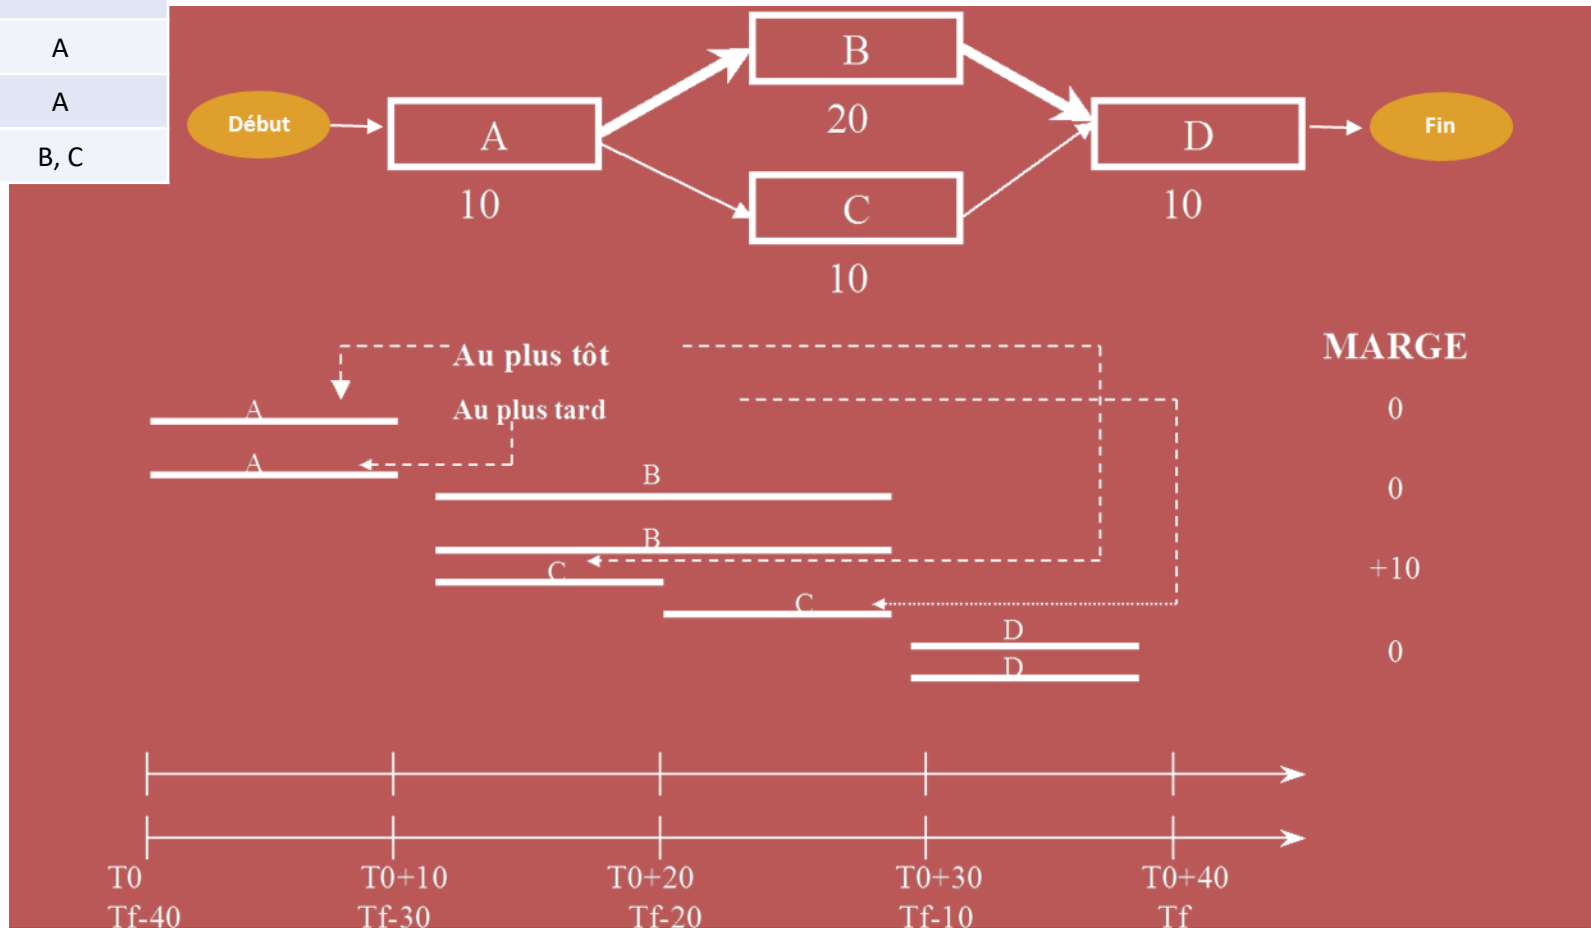 A
A
B, C
Début
A
10
B
20
C
10
D
10
Fin
Au plus tôt
MARGE
A
Au plus tard
0
A
B
0
B
C
+10
C
D
0
D
T0 T0+10 T0+20 T0+30 T0+40
Tf-40 Tf-30 Tf-20 Tf-10 Tf